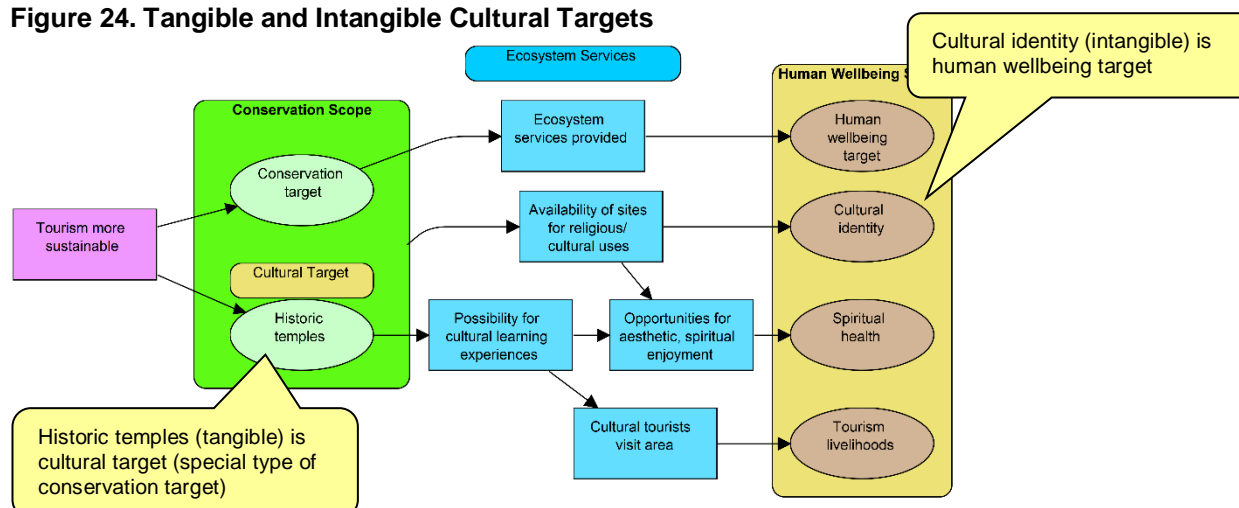 Figure 24. Tangible and Intangible Cultural Targets
Cultural identity (intangible) is
human wellbeing target
Ecosystem Services
Human Wellbeing S
Conservation Scope
Ecosystem
services provided
Human
wellbeing
target
Conservation
target
Tourism more
sustainable
Availability of sites
for religious/
cultural uses
Cultural
identity
Cultural Target
Historic
temples
Possibility for
cultural learning
experiences
Opportunities for
aesthetic, spiritual
enjoyment
Spiritual
health
Cultural tourists
visit area
Tourism
livelihoods
Historic temples (tangible) is
cultural target (special type of
conservation target)